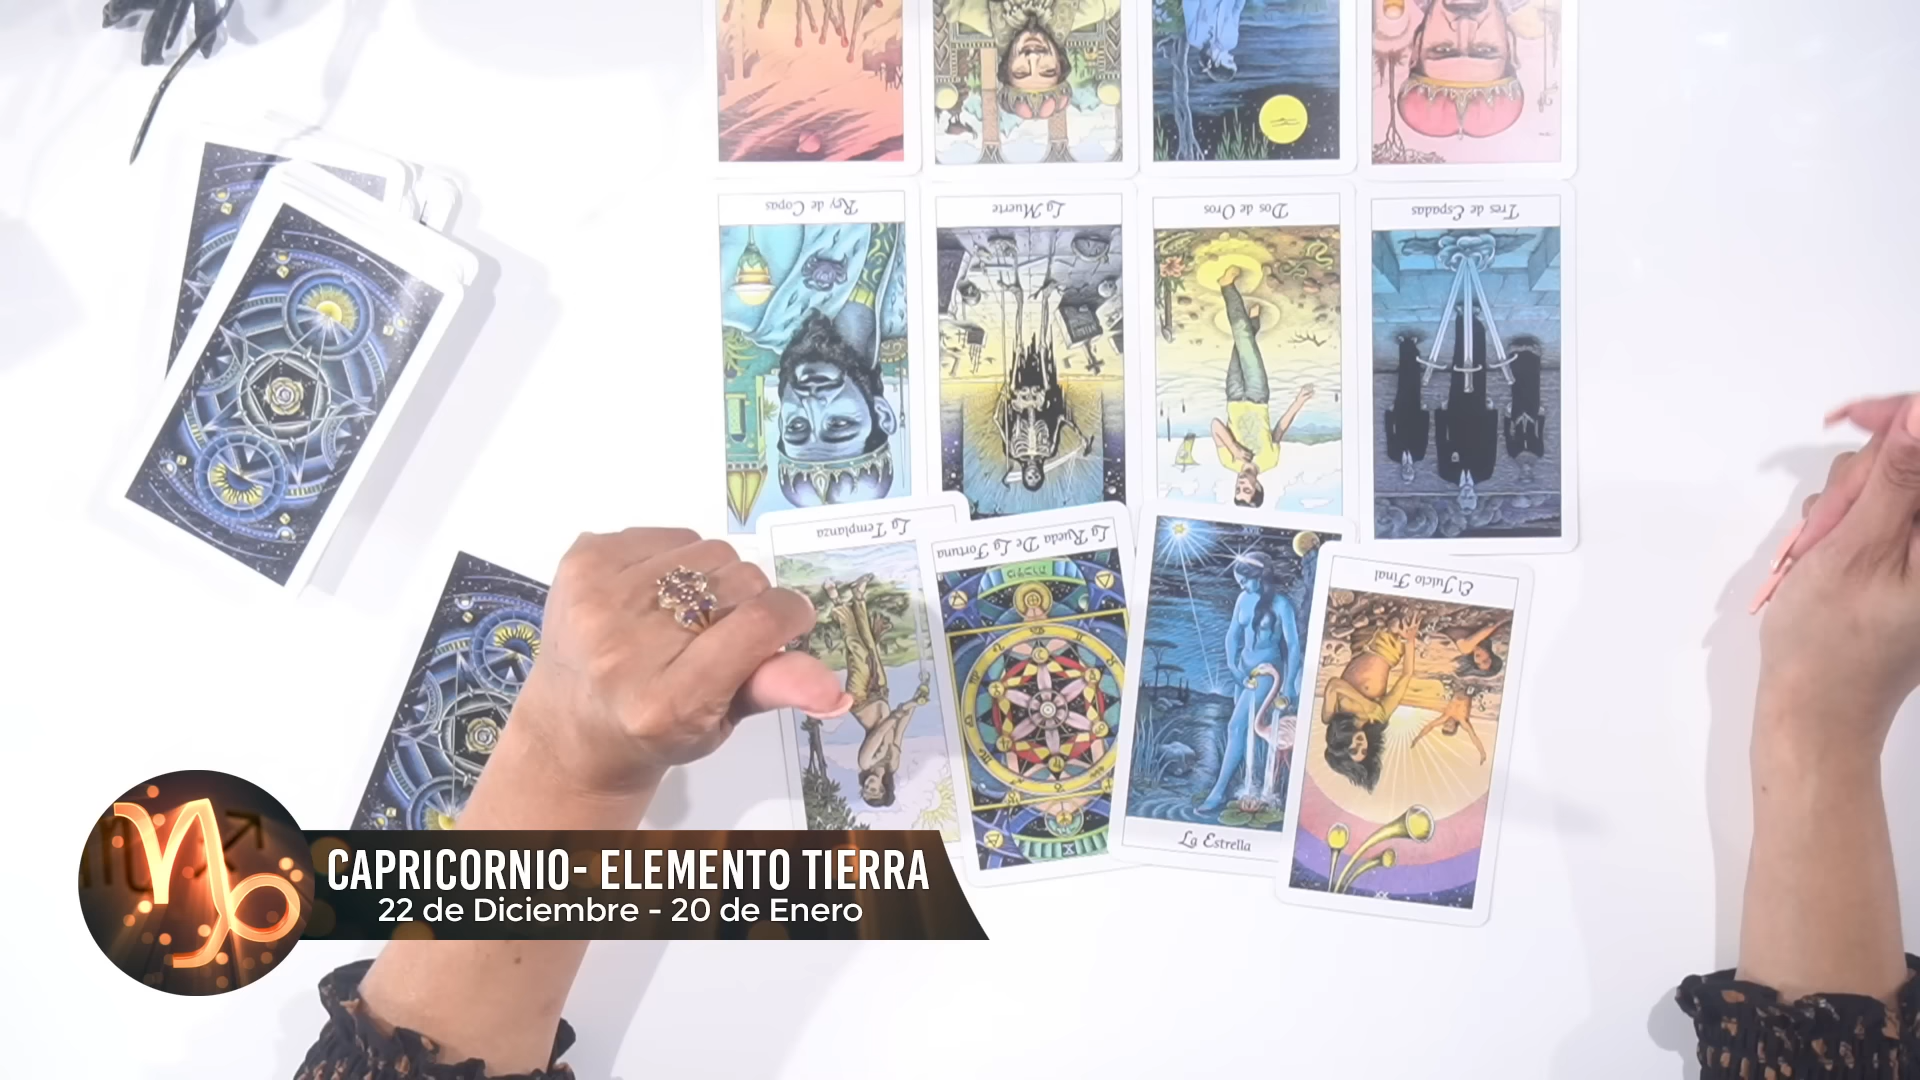 Rey de Copas
La Muerte
Dos de Oros
Tres de Espadas
La Templanza
La Rueda De La Fortuna
El Juicio Final
La Estrella
CAPRICORNIO- ELEMENTO TIERRA
22 de Diciembre - 20 de Enero